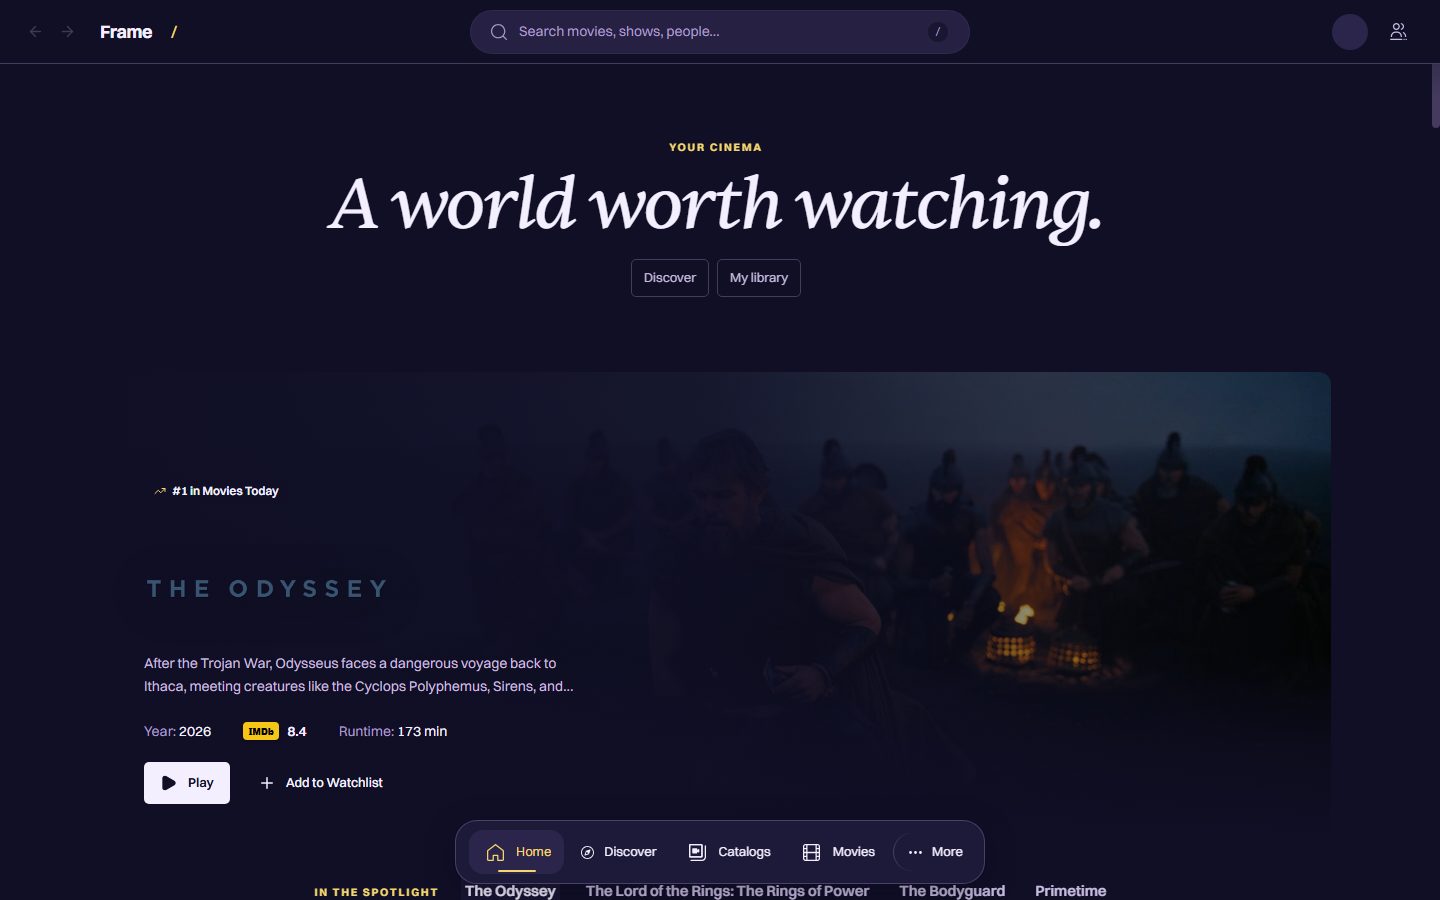 Frame /
Search movies, shows, people...
/
YOUR CINEMA
A world worth watching.
Discover
My library
#1 in Movies Today
THE ODYSSEY
After the Trojan War, Odysseus faces a dangerous voyage back to
Ithaca, meeting creatures like the Cyclops Polyphemus, Sirens, and...
Year: 2026
IMDb 8.4
Runtime: 173 min
Play
Add to Watchlist
Home
Discover
Catalogs
Movies
More
IN THE SPOTLIGHT
The Odyssey
The Lord of the Rings: The Rings of Power
The Bodyguard
Primetime